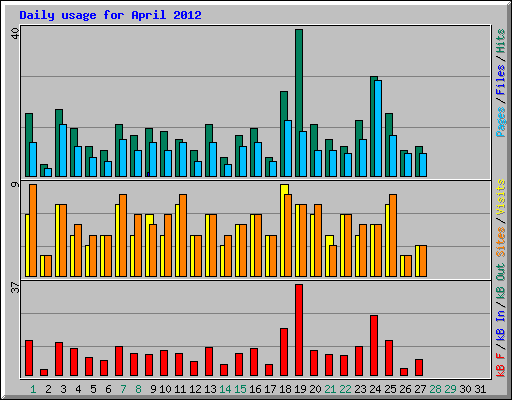 Daily usage for April 2012
40
Pages / Files / Hits
9
Sites / Visits
37
kB F / kB In / kB Out
1 2 3 4 5 6 7 8 9 10 11 12 13 14 15 16 17 18 19 20 21 22 23 24 25 26 27 28 29 30 31